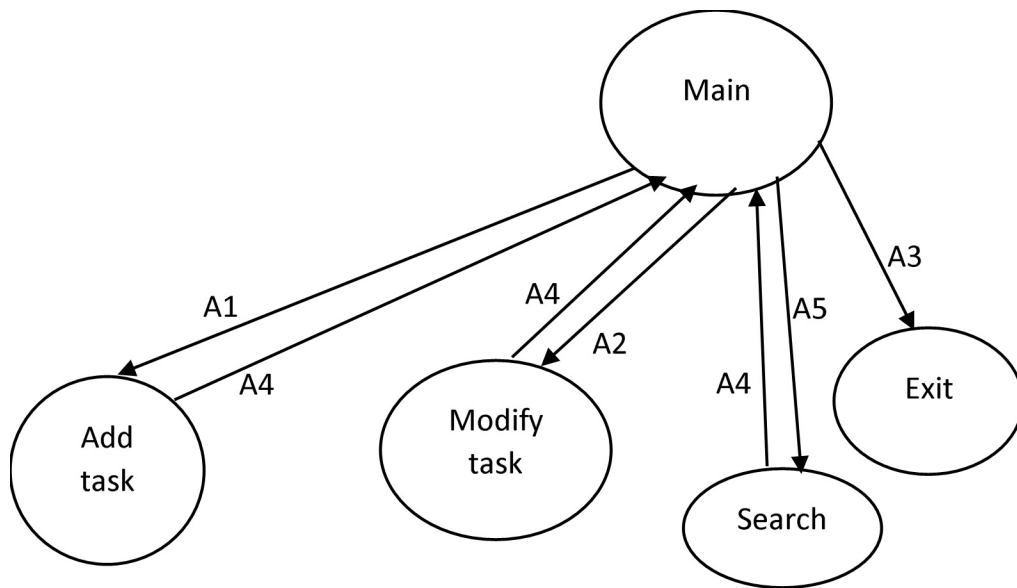 Main
A3
A4
A5
A1
A2
A4
A4
Exit
Add
task
Modify
task
Search